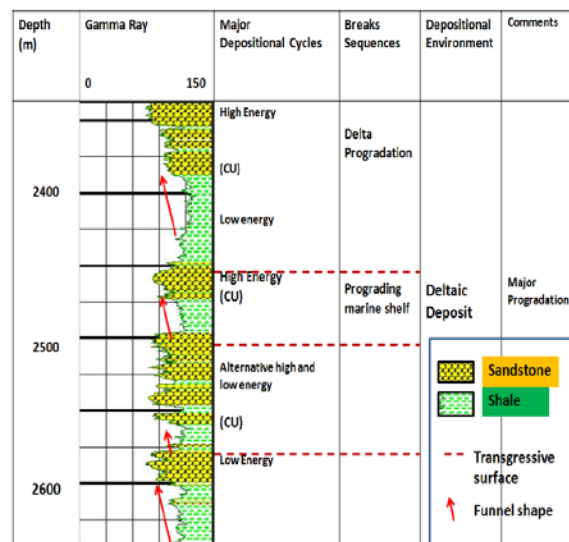 Depth
(m)
Gamma Ray
0 150
Major
Depositional Cycles
Breaks
Sequences
Depositional
Environment
Comments
High Energy
(CU)
Low energy
High Energy
(CU)
Alternative high and
low energy
(CU)
Low Energy
Delta
Progradation
Prograding
marine shelf
Deltaic
Deposit
Major
Progradation
2400
2500
2600
Sandstone
Shale
Transgressive
surface
Funnel shape